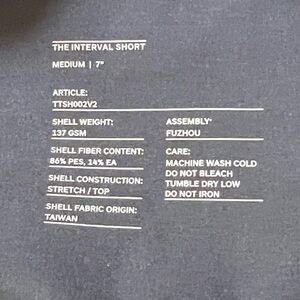 THE INTERVAL SHORT
MEDIUM | 7"
ARTICLE:
TTSH002V2
SHELL WEIGHT:
137 GSM
SHELL FIBER CONTENT:
86% PES, 14% EA
SHELL CONSTRUCTION:
STRETCH / TOP
SHELL FABRIC ORIGIN:
TAIWAN
ASSEMBLY:
FUZHOU
CARE:
MACHINE WASH COLD
DO NOT BLEACH
TUMBLE DRY LOW
DO NOT IRON